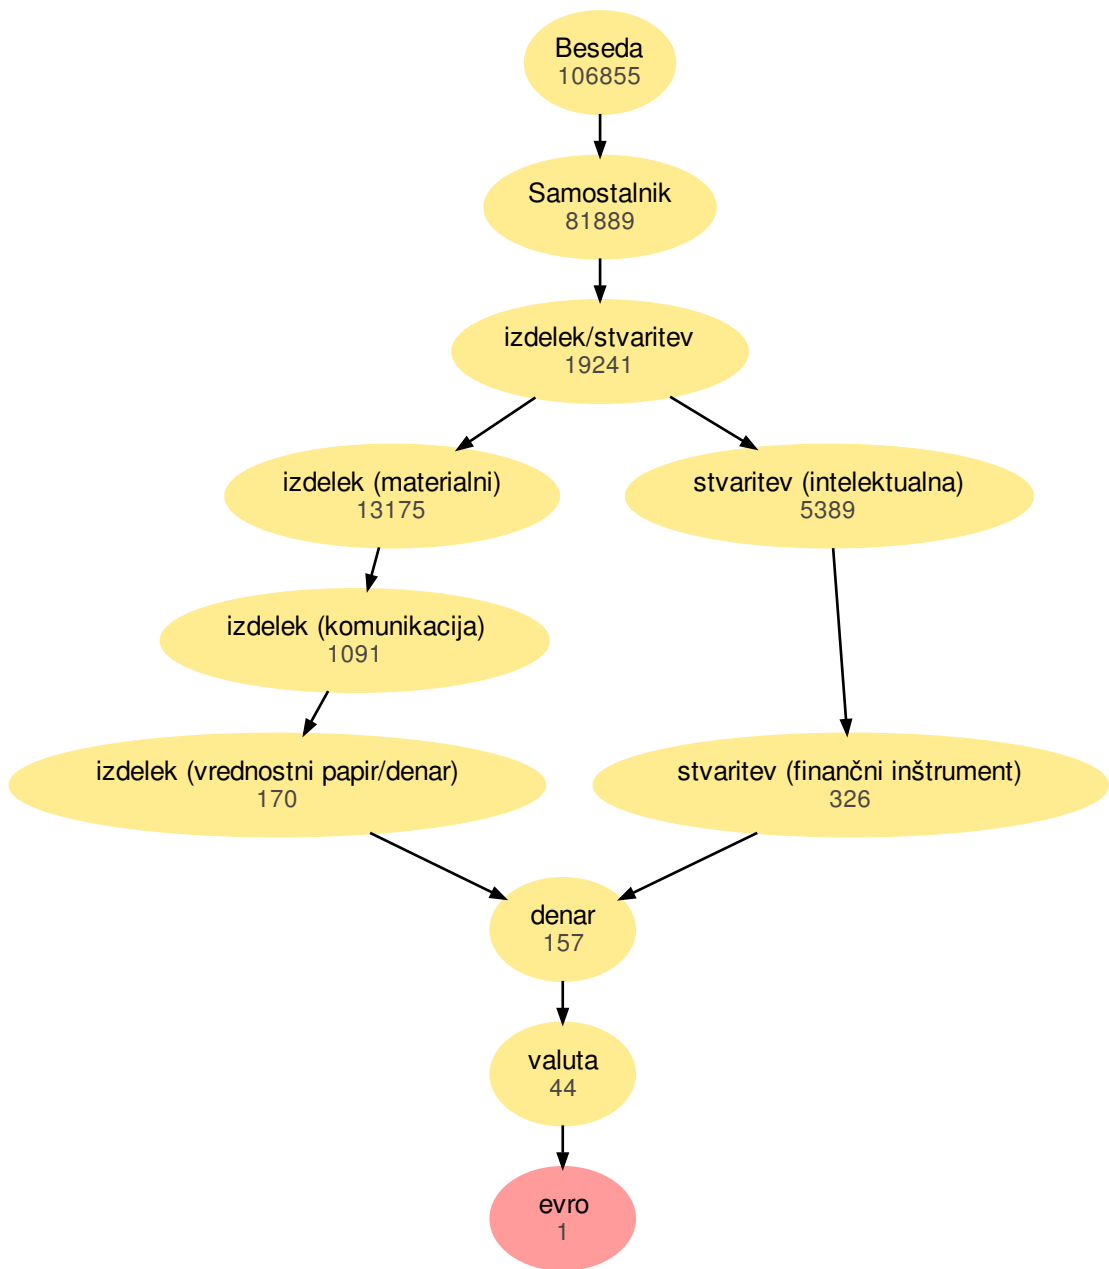 Beseda
106855
Samostalnik
81889
izdelek/stvaritev
19241
izdelek (materialni)
13175
stvaritev (intelektualna)
5389
izdelek (komunikacija)
1091
izdelek (vrednostni papir/denar)
170
stvaritev (finančni inštrument)
326
denar
157
valuta
44
evro
1